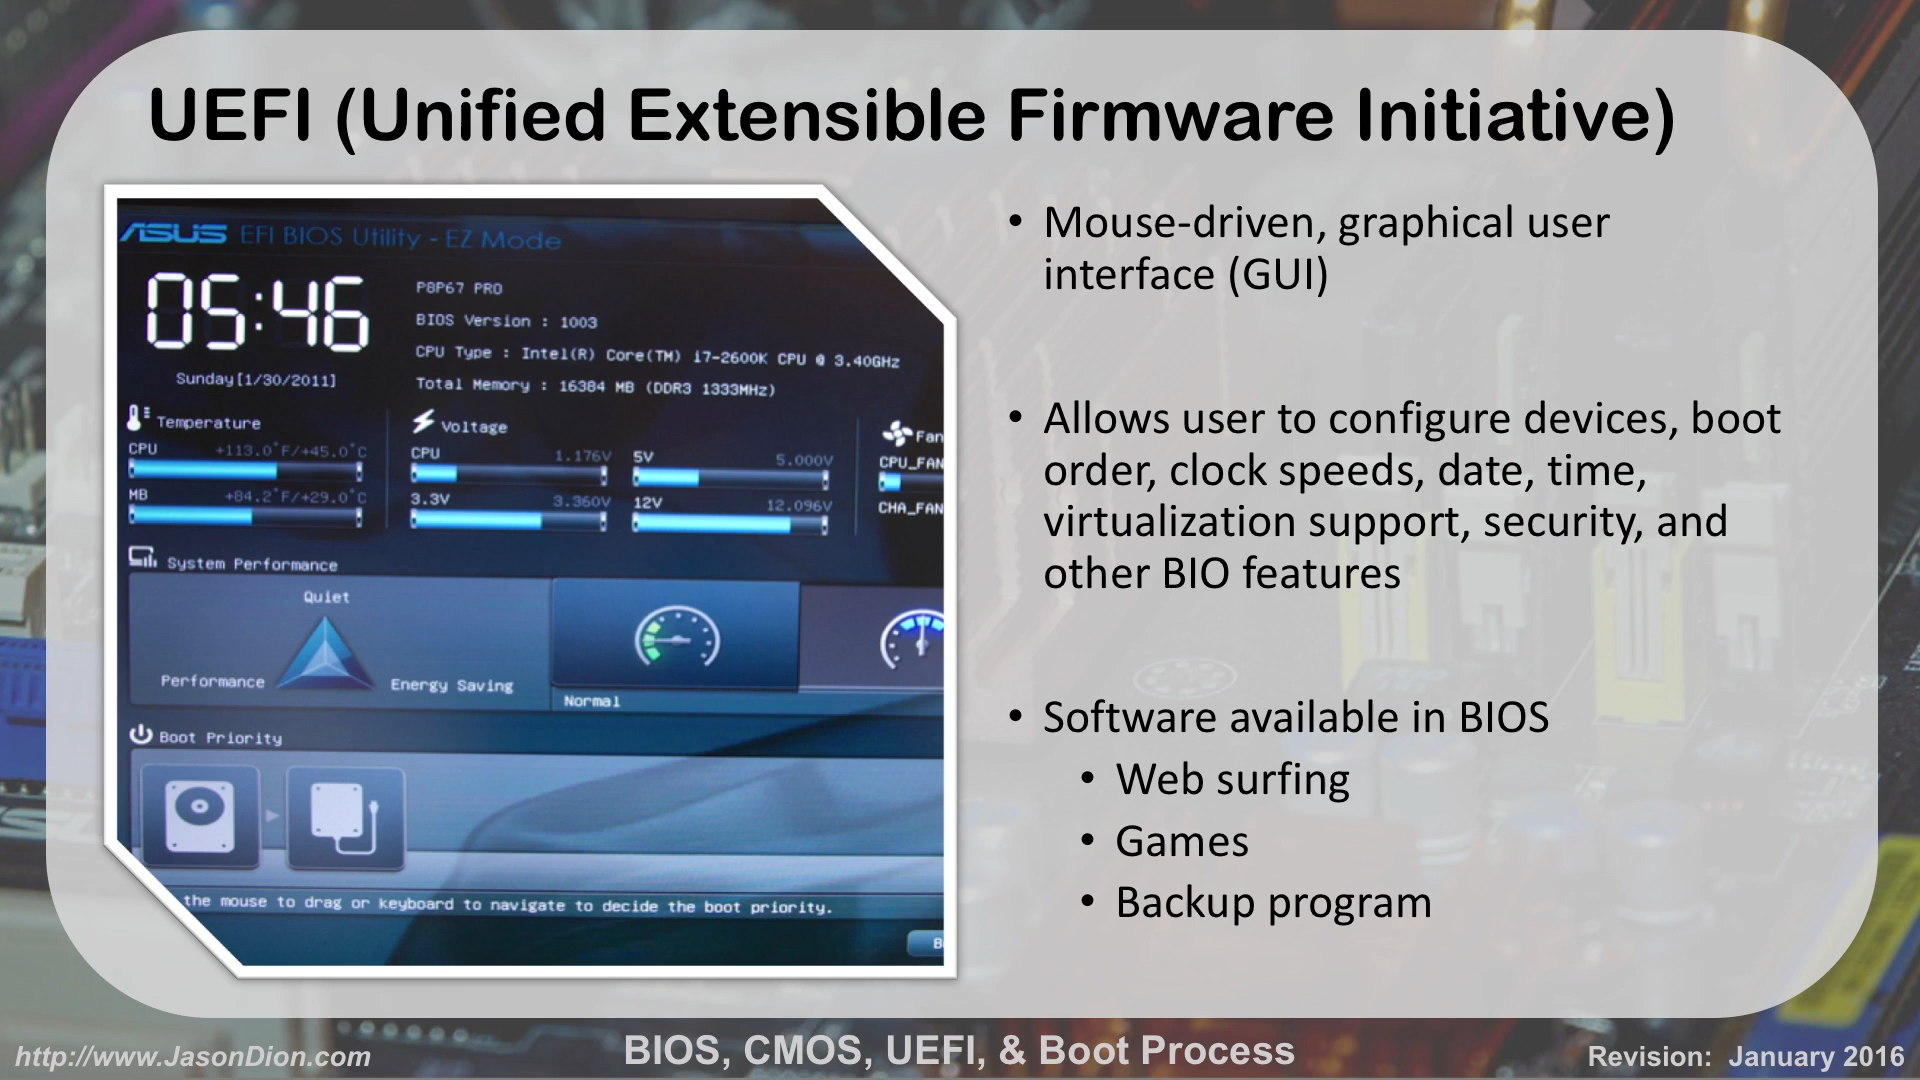 UEFI (Unified Extensible Firmware Initiative)
ASUS EFI BIOS Utility - EZ Mode
05:46
Sunday[1/30/2011]
P8P67 PRO
BIOS Version : 1003
CPU Type : Intel(R) Core(TM) i7-2600K CPU @ 3.40GHz
Total Memory : 16384 MB (DDR3 1333MHz)
Temperature
CPU +113.0°F/+45.0°C
MB +84.2°F/+29.0°C
Voltage
CPU 1.176V 5V 5.000V
3.3V 3.360V 12V 12.096V
Fan
CPU_FAN
CHA_FAN
System Performance
Quiet
Performance
Energy Saving
Normal
Boot Priority
the mouse to drag or keyboard to navigate to decide the boot priority.
• Mouse-driven, graphical user
interface (GUI)
• Allows user to configure devices, boot
order, clock speeds, date, time,
virtualization support, security, and
other BIO features
• Software available in BIOS
• Web surfing
• Games
• Backup program
http://www.JasonDion.com
BIOS, CMOS, UEFI, & Boot Process
Revision: January 2016